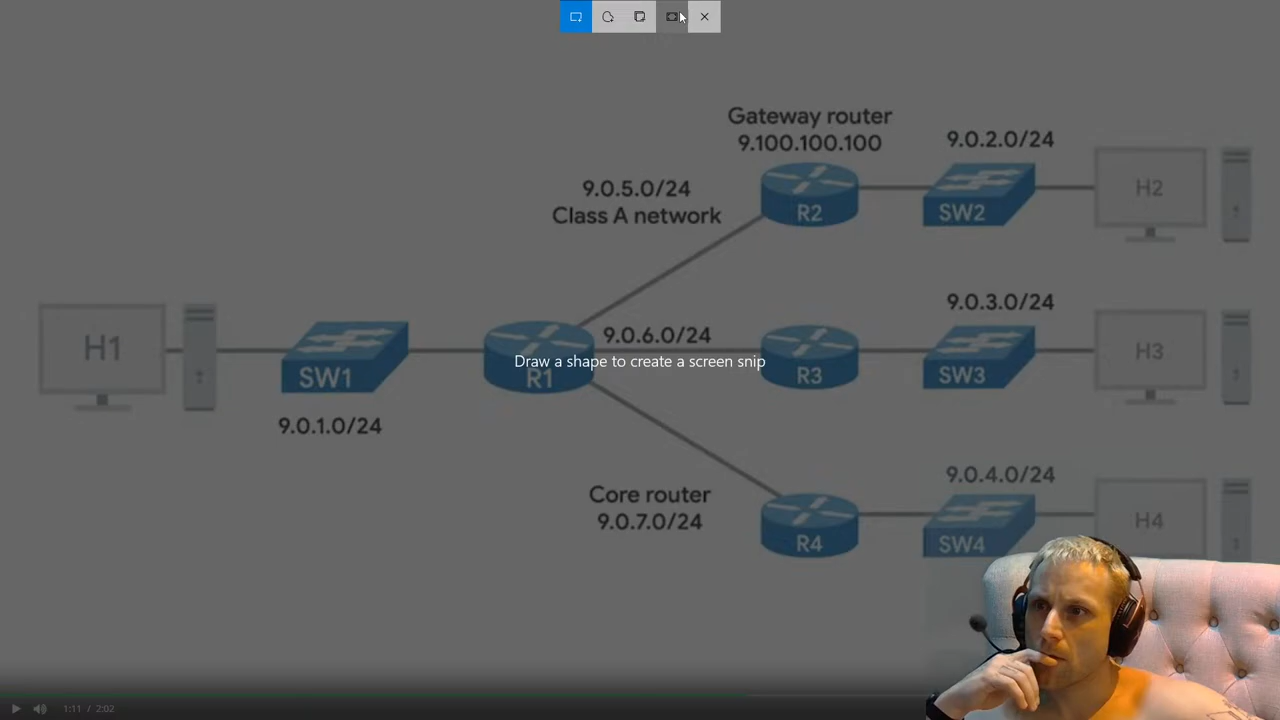 Gateway router
9.100.100.100
9.0.2.0/24
H2
9.0.5.0/24
Class A network
R2
SW2
9.0.3.0/24
9.0.6.0/24
H1
H3
Draw a shape to create a screen snip
SW1
R1
R3
SW3
9.0.1.0/24
9.0.4.0/24
Core router
9.0.7.0/24
H4
R4
SW4
1:11 / 2:02